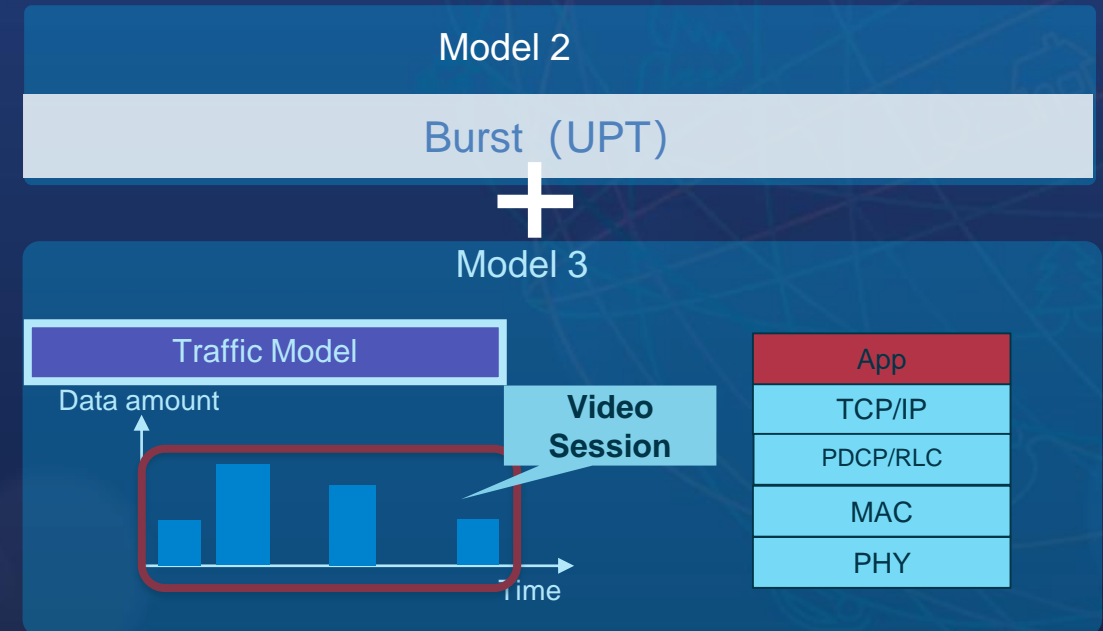 Model 2
Burst (UPT)
+
Model 3
Traffic Model
Data amount
Video
Session
Time
App
TCP/IP
PDCP/RLC
MAC
PHY